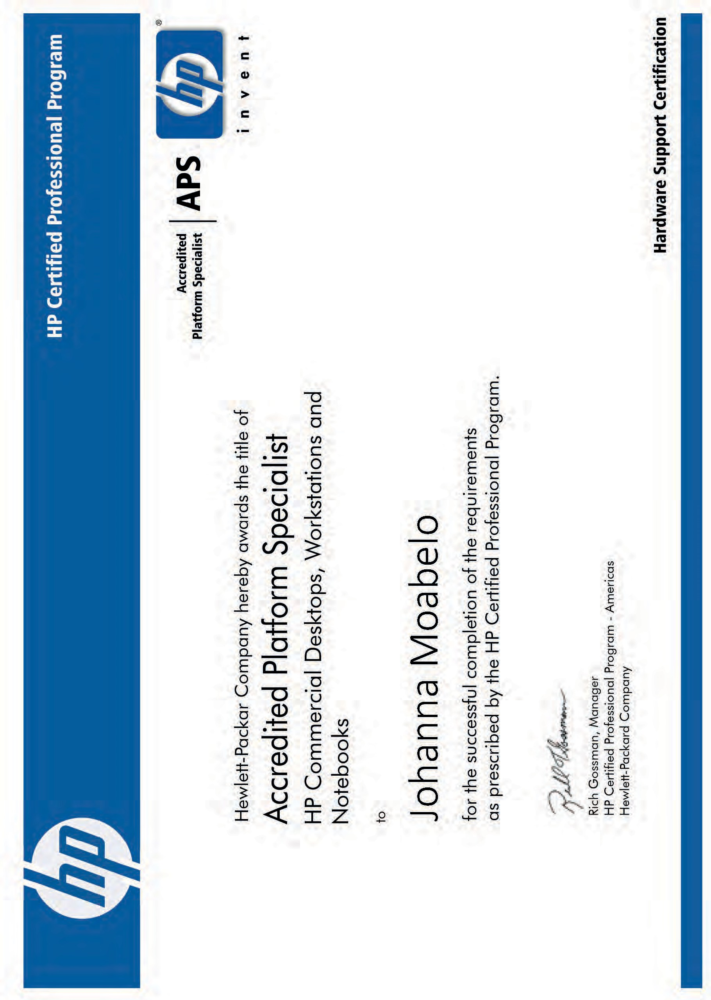 HP Certified Professional Program
hp
Accredited
Platform Specialist
APS
hp
®
invent
Hewlett-Packar Company hereby awards the title of
Accredited Platform Specialist
HP Commercial Desktops, Workstations and
Notebooks
to
Johanna Moabelo
for the successful completion of the requirements
as prescribed by the HP Certified Professional Program.
Rich Gossman, Manager
HP Certified Professional Program - Americas
Hewlett-Packard Company
Hardware Support Certification